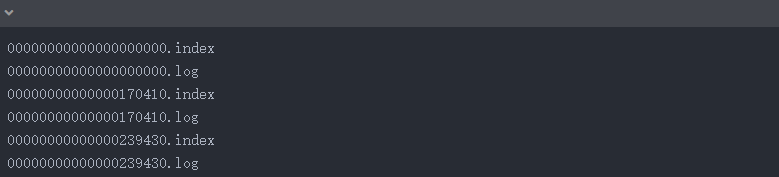 00000000000000000000.index
00000000000000000000.log
00000000000000170410.index
00000000000000170410.log
00000000000000239430.index
00000000000000239430.log